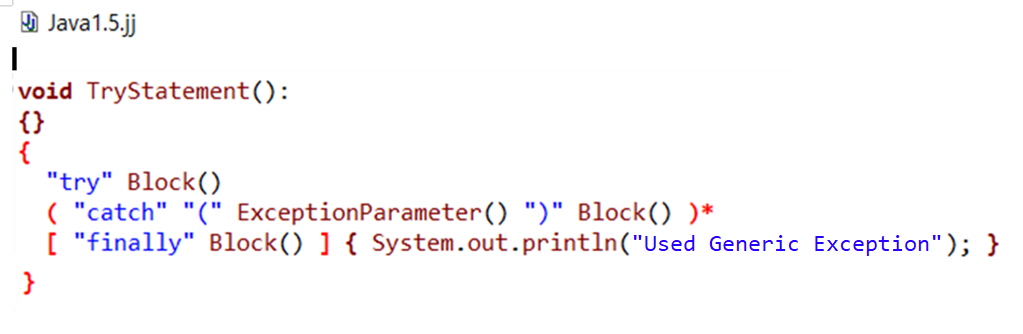 Java1.5.jj
void TryStatement():
{}
{
"try" Block()
( "catch" "(" ExceptionParameter() ")" Block() )*
[ "finally" Block() ] { System.out.println("Used Generic Exception"); }
}